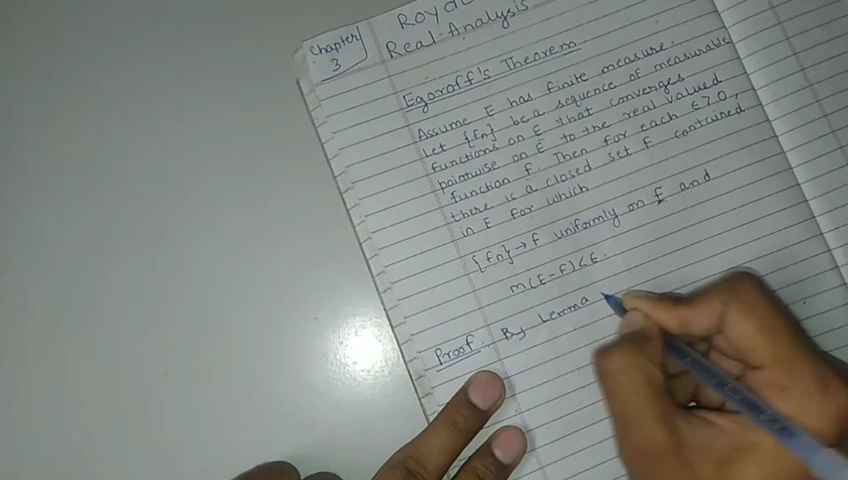 Chapter
3
Real-Analysis
Egoroff's Theorem
Assume E has finite measure.
Let {fn} be a sequence of measurable
functions on E that converges
pointwise on E to the real valued
function f. Then for each ε>0,
there is a closed set F contained
in E for which
{fn}→f uniformly on F and
m(E-F)<ε.
Proof. By Lemma